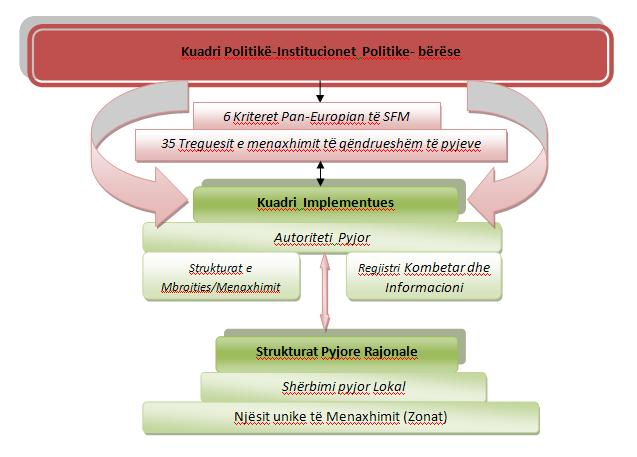 Kuadri Politikë-Institucionet Politike- bërëse
6 Kriteret Pan-Europian të SFM
35 Treguesit e menaxhimit të qëndrueshëm të pyjeve
Kuadri Implementues
Autoriteti Pyjor
Strukturat e
Mbrojties/Menaxhimit
Regjistri Kombetar dhe
Informacioni
Strukturat Pyjore Rajonale
Shërbimi pyjor Lokal
Njësit unike të Menaxhimit (Zonat)